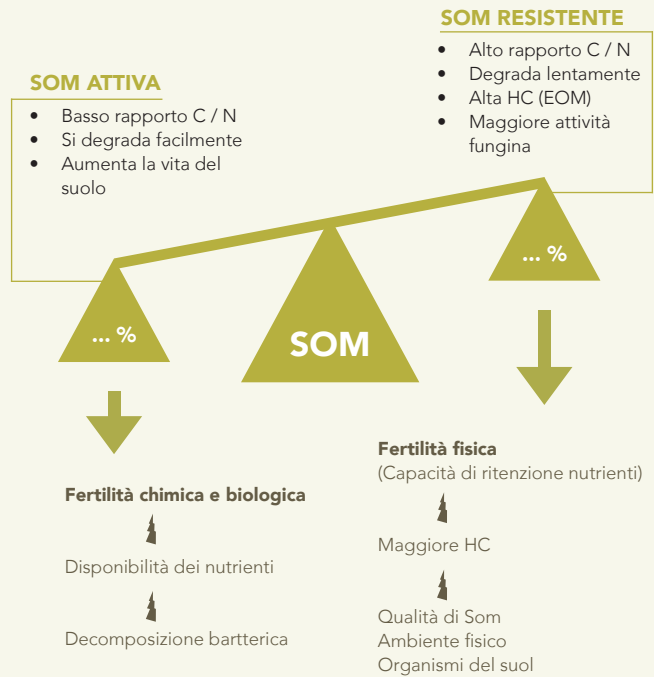 SOM RESISTENTE
• Alto rapporto C / N
• Degrada lentamente
• Alta HC (EOM)
• Maggiore attività
fungina
SOM ATTIVA
• Basso rapporto C / N
• Si degrada facilmente
• Aumenta la vita del
suolo
... %
... %
SOM
Fertilità fisica
(Capacità di ritenzione nutrienti)
Maggiore HC
Qualità di Som
Ambiente fisico
Organismi del suol
Fertilità chimica e biologica
Disponibilità dei nutrienti
Decomposizione bartterica